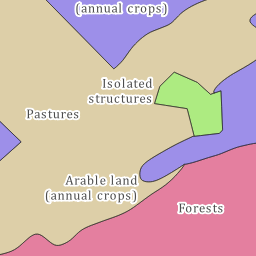 (annual crops)
Isolated
structures
Pastures
Arable land
(annual crops)
Forests